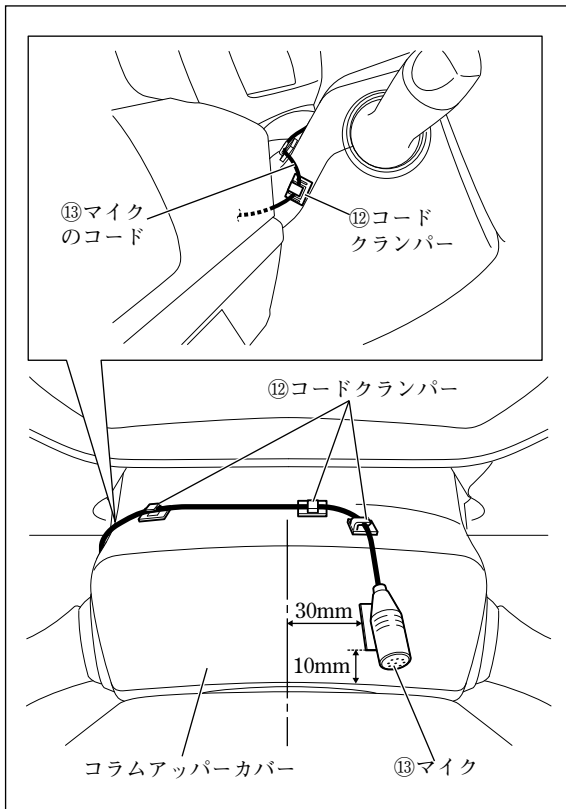 ⑬マイク
のコード
⑫コード
クランパー
⑫コードクランパー
30mm
10mm
コラムアッパーカバー
⑬マイク